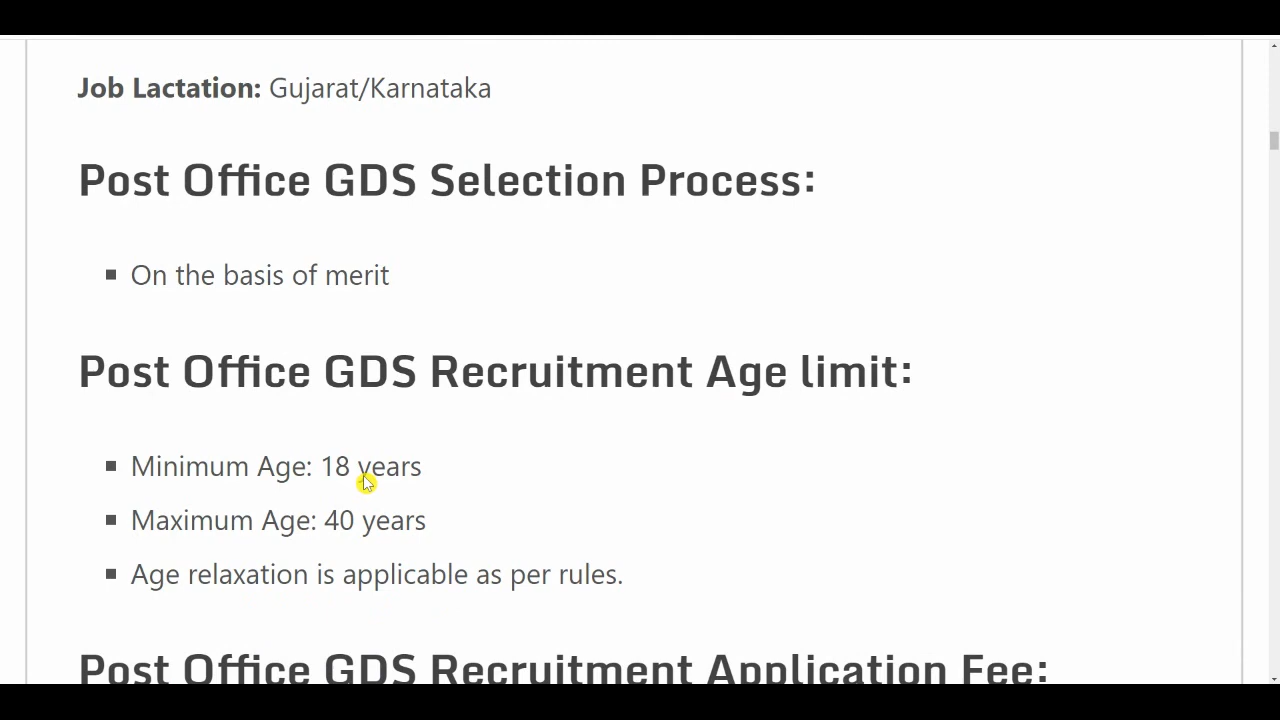 Job Lactation: Gujarat/Karnataka
Post Office GDS Selection Process:
On the basis of merit
Post Office GDS Recruitment Age limit:
Minimum Age: 18 years
Maximum Age: 40 years
Age relaxation is applicable as per rules.
Post Office GDS Recruitment Application Fee: